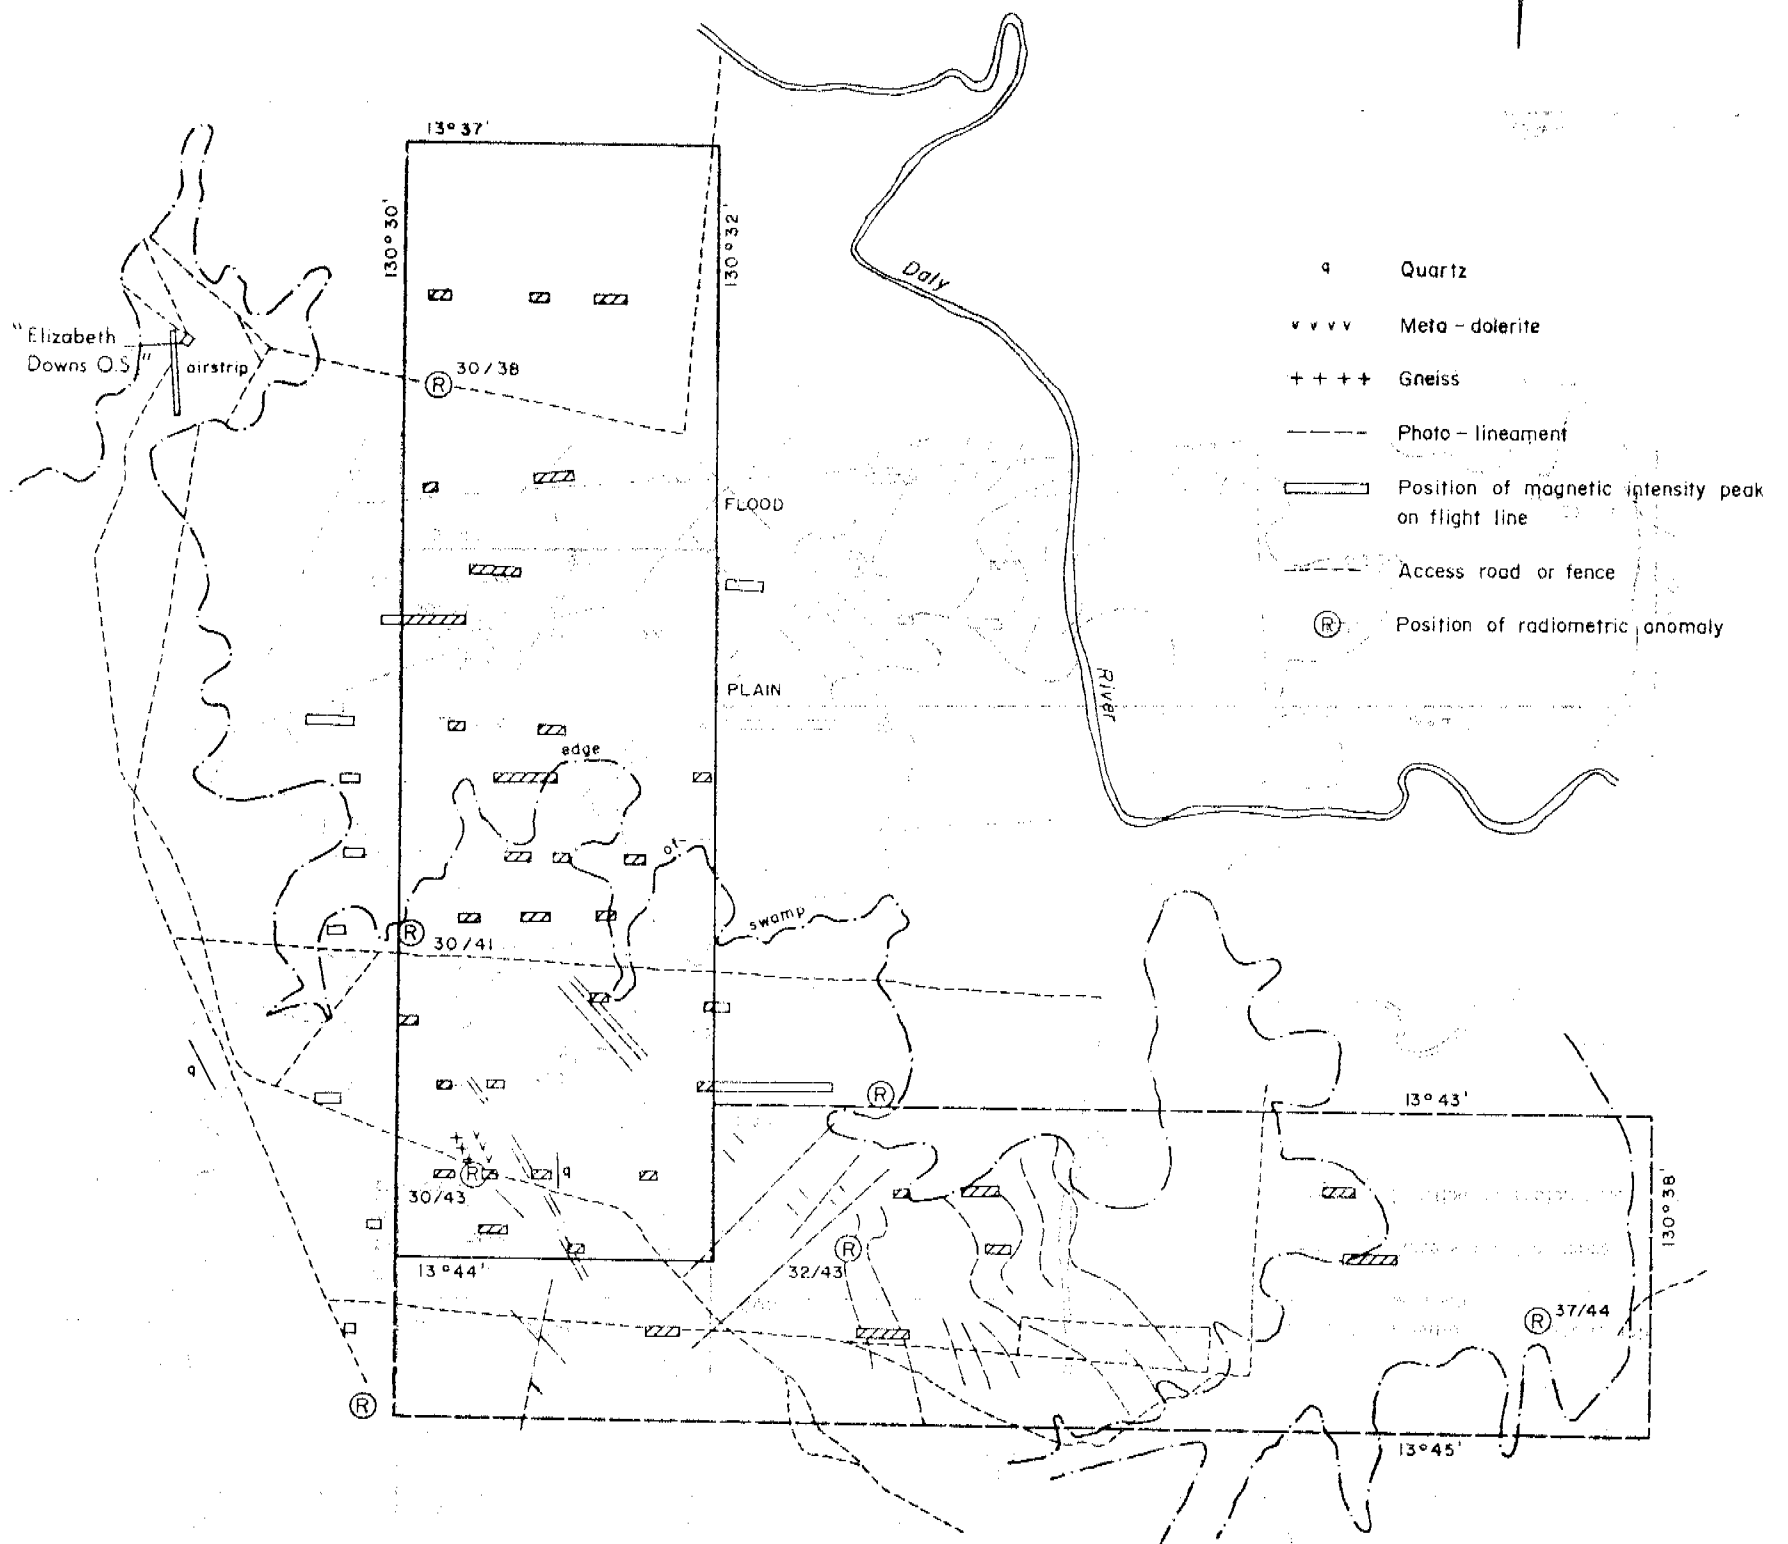 13° 37'
130° 30'
130° 32'
Daly
River
"Elizabeth
Downs O.S."
airstrip
30/38
FLOOD
PLAIN
edge
of
swamp
30/41
q
q
30/43
13° 44'
32/43
13° 43'
130° 38'
37/44
13° 45'
q Quartz
v v v v Meta - dolerite
+ + + + Gneiss
Photo - lineament
Position of magnetic intensity peak
on flight line
Access road or fence
R Position of radiometric anomaly
R
R
R
R
R
R
R